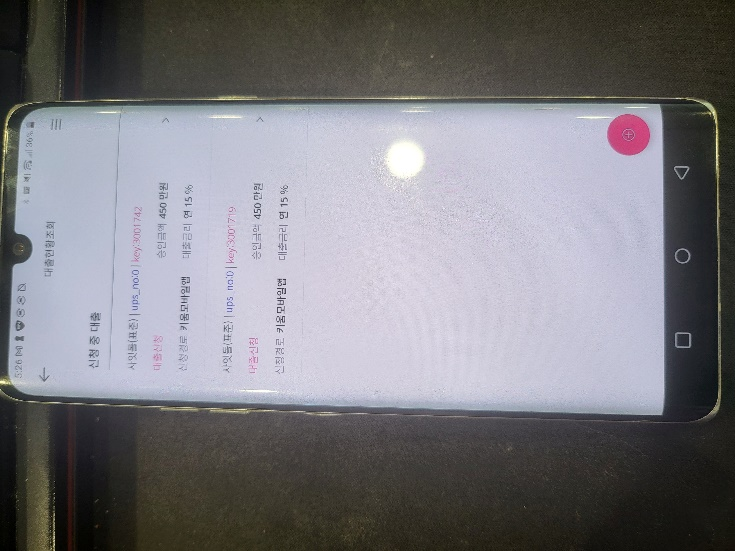 5:26
36%
대출현황조회
신청 중 대출
사잇돌(표준) | ups_no:0 | key:3001742
대출신청
승인금액 450 만원
신청경로 키움모바일앱 대출금리 연 15 %
사잇돌(표준) | ups_no:0 | key:3001719
대출신청
승인금액 450 만원
신청경로 키움모바일앱 대출금리 연 15 %